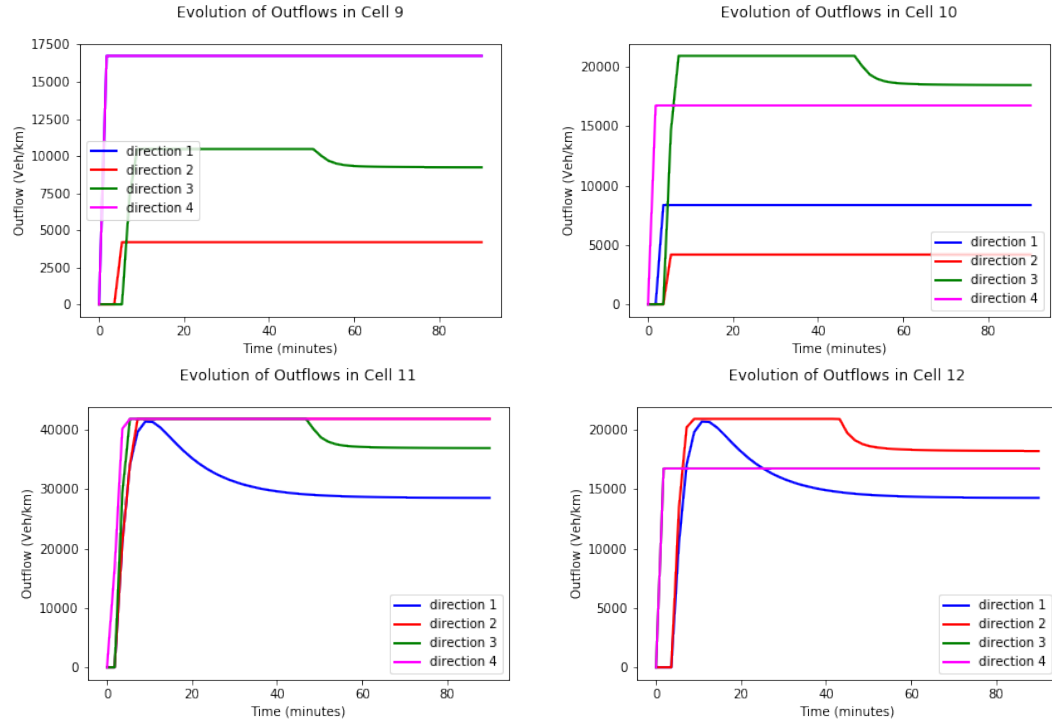 Evolution of Outflows in Cell 9
Outflow (Veh/km)
17500
15000
12500
10000
7500
5000
2500
0
direction 1
direction 2
direction 3
direction 4
0 20 40 60 80
Time (minutes)
Evolution of Outflows in Cell 10
Outflow (Veh/km)
20000
15000
10000
5000
0
direction 1
direction 2
direction 3
direction 4
0 20 40 60 80
Time (minutes)
Evolution of Outflows in Cell 11
Outflow (Veh/km)
40000
30000
20000
10000
0
direction 1
direction 2
direction 3
direction 4
0 20 40 60 80
Time (minutes)
Evolution of Outflows in Cell 12
Outflow (Veh/km)
20000
15000
10000
5000
0
direction 1
direction 2
direction 3
direction 4
0 20 40 60 80
Time (minutes)